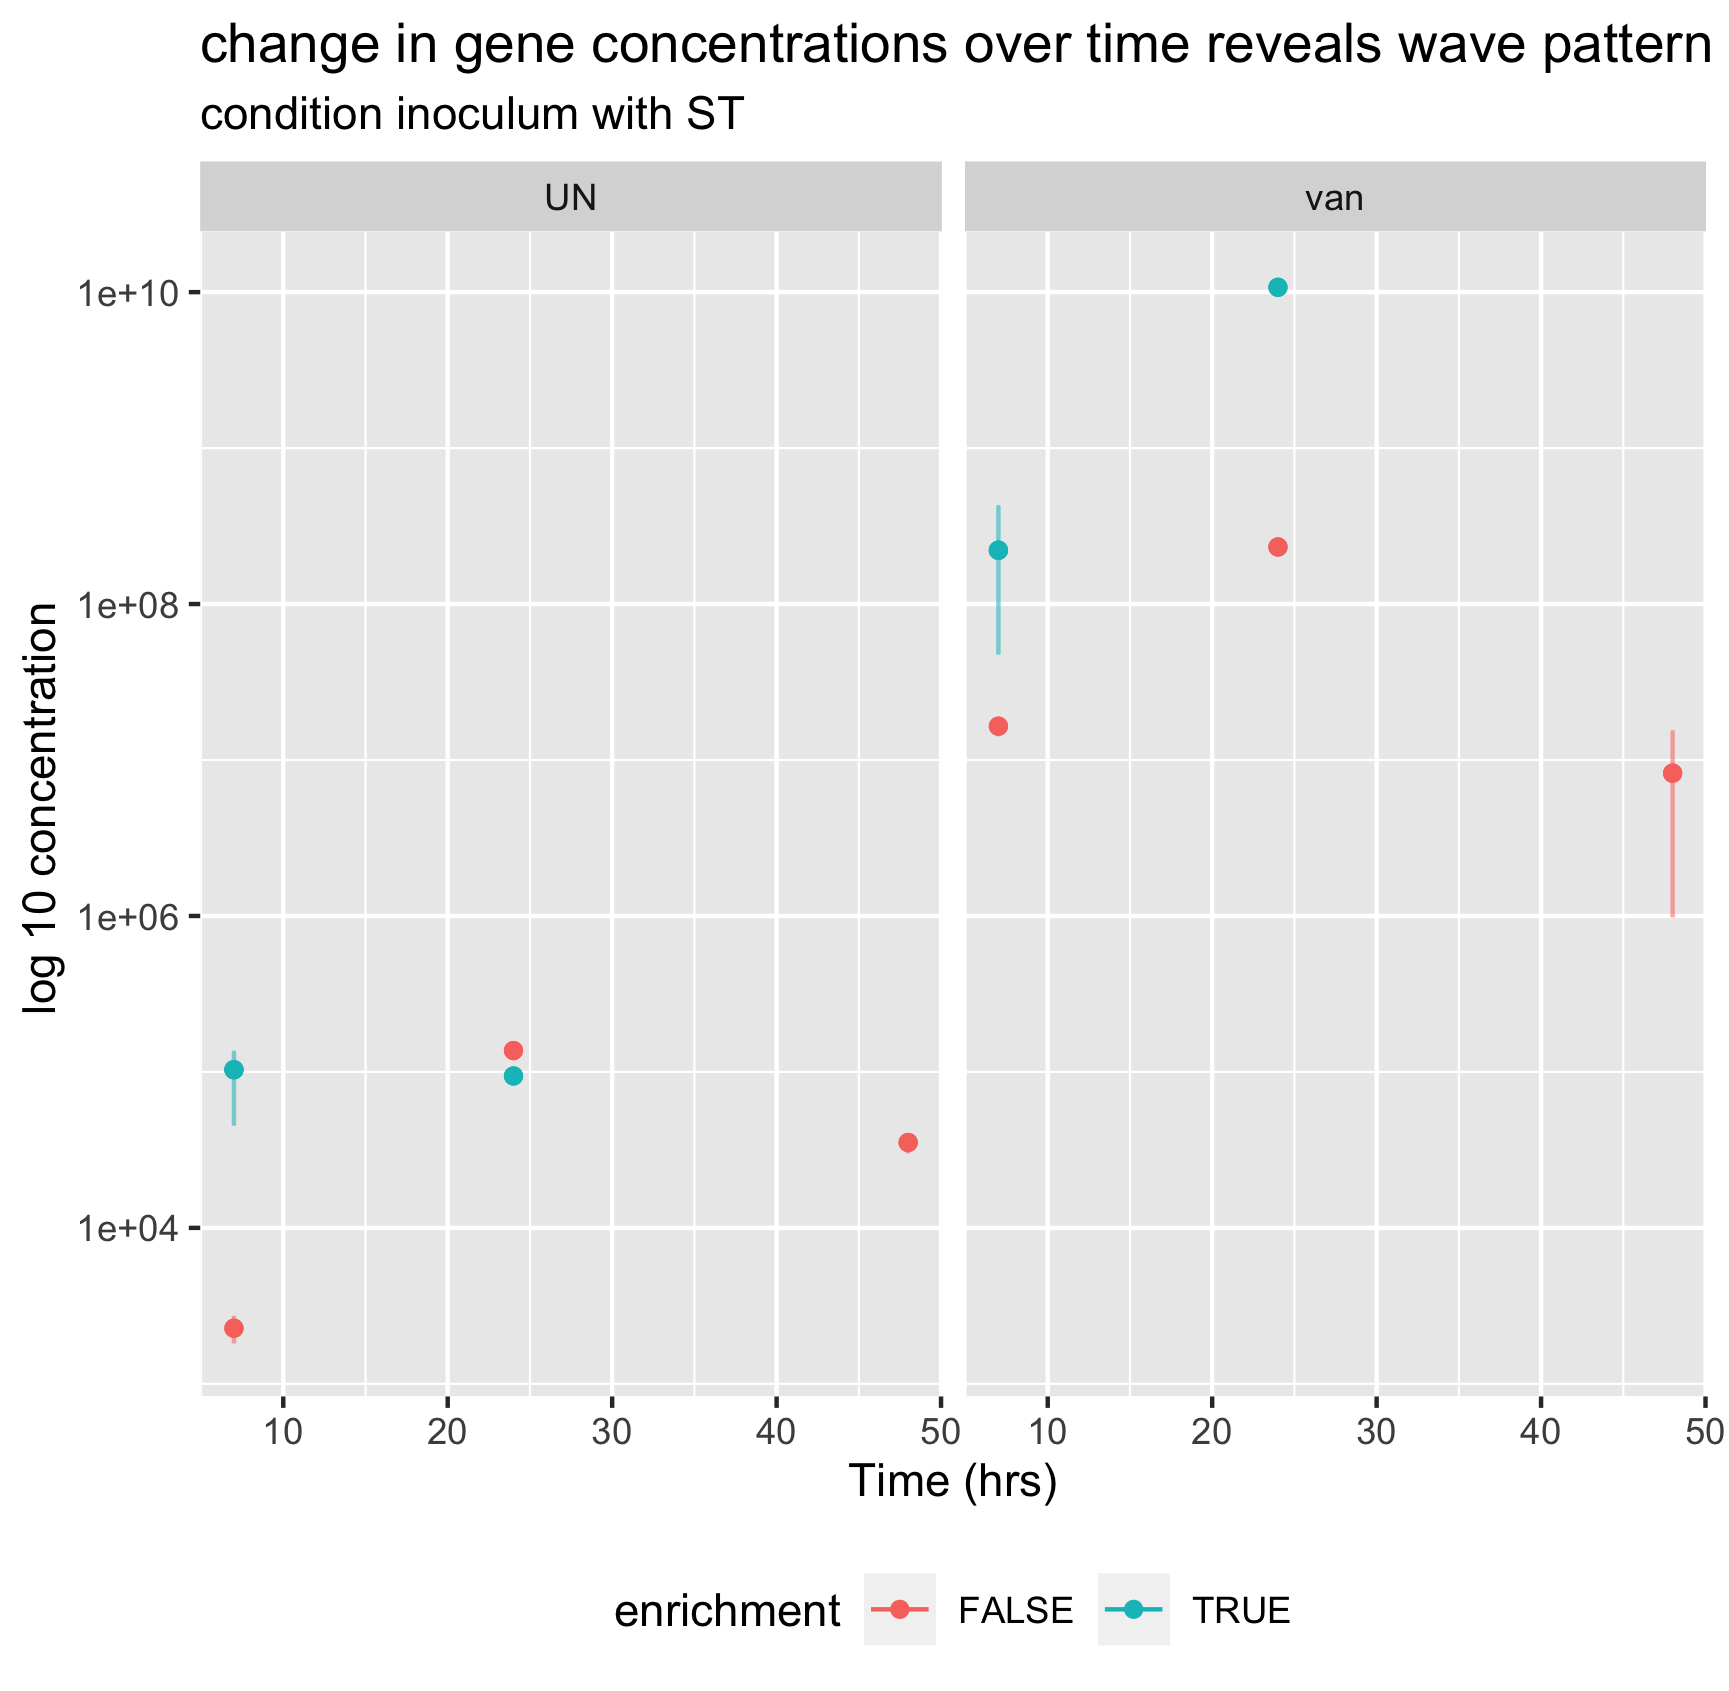 change in gene concentrations over time reveals wave pattern
condition inoculum with ST
UN van
1e+10
1e+08
1e+06
1e+04
log 10 concentration
10 20 30 40 50 10 20 30 40 50
Time (hrs)
enrichment FALSE TRUE